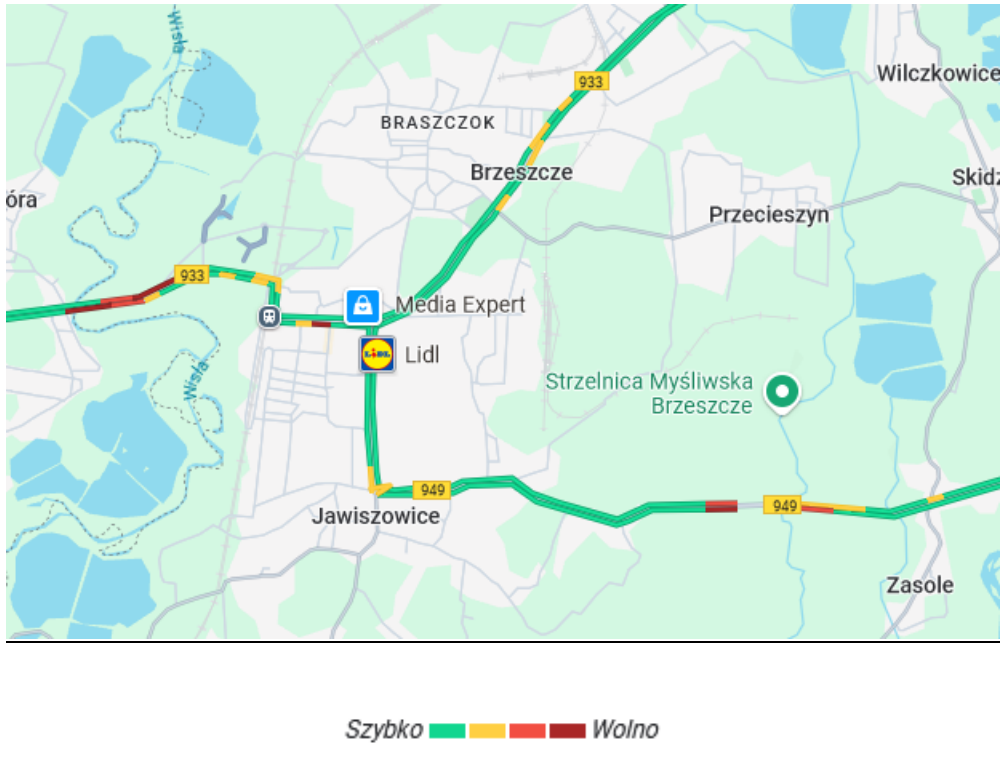 Wisła
933
Wilczkowice
BRASZCZOK
Brzeszcze
Skidz
óra
Przecieszyn
933
Media Expert
Lidl
LIDL
Wisła
Strzelnica Myśliwska
Brzeszcze
949
949
Jawiszowice
Zasole
Szybko Wolno